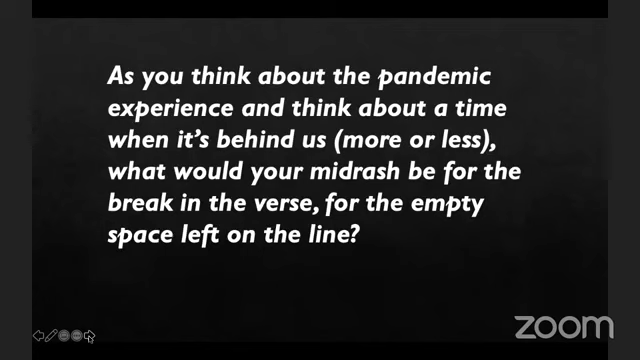 As you think about the pandemic
experience and think about a time
when it's behind us (more or less),
what would your midrash be for the
break in the verse, for the empty
space left on the line?
zoom